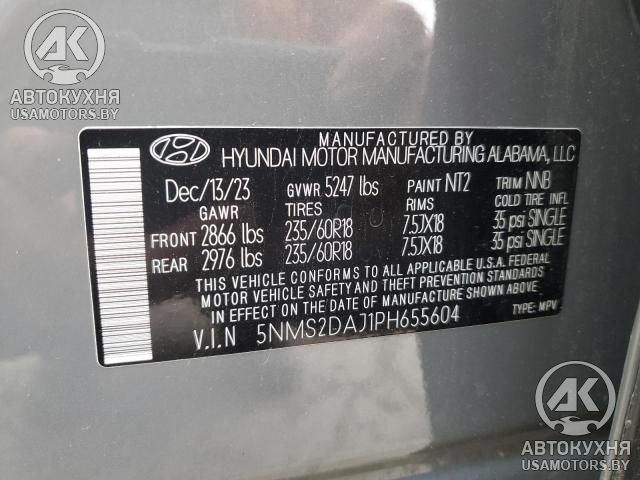 АК
АВТОКУХНЯ
USAMOTORS.BY
MANUFACTURED BY
HYUNDAI MOTOR MANUFACTURING ALABAMA, LLC
Dec/13/23 GVWR 5247 lbs PAINT NT2 TRIM NNB
GAWR TIRES RIMS COLD TIRE INFL
FRONT 2866 lbs 235/60R18 7.5JX18 35 psi SINGLE
REAR 2976 lbs 235/60R18 7.5JX18 35 psi SINGLE
THIS VEHICLE CONFORMS TO ALL APPLICABLE U.S.A. FEDERAL
MOTOR VEHICLE SAFETY AND THEFT PREVENTION STANDARDS
IN EFFECT ON THE DATE OF MANUFACTURE SHOWN ABOVE.
V.I.N 5NMS2DAJ1PH655604 TYPE: MPV
АК
АВТОКУХНЯ
USAMOTORS.BY